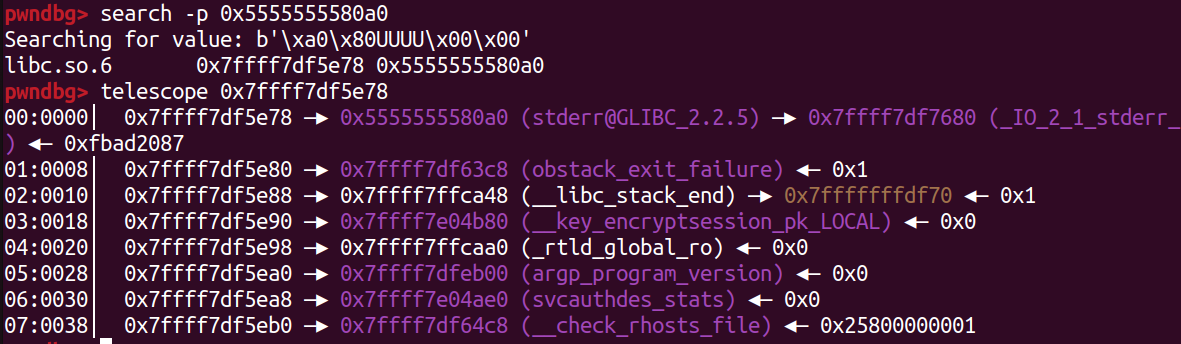 pwndbg> search -p 0x5555555580a0
Searching for value: b'\xa0\x80UUUU\x00\x00'
libc.so.6       0x7ffff7df5e78 0x5555555580a0
pwndbg> telescope 0x7ffff7df5e78
00:0000│  0x7ffff7df5e78 —▸ 0x5555555580a0 (stderr@GLIBC_2.2.5) —▸ 0x7ffff7df7680 (_IO_2_1_stderr_
) ◂— 0xfbad2087
01:0008│  0x7ffff7df5e80 —▸ 0x7ffff7df63c8 (obstack_exit_failure) ◂— 0x1
02:0010│  0x7ffff7df5e88 —▸ 0x7ffff7ffca48 (__libc_stack_end) —▸ 0x7fffffffdf70 ◂— 0x1
03:0018│  0x7ffff7df5e90 —▸ 0x7ffff7e04b80 (__key_encryptsession_pk_LOCAL) ◂— 0x0
04:0020│  0x7ffff7df5e98 —▸ 0x7ffff7ffcaa0 (_rtld_global_ro) ◂— 0x0
05:0028│  0x7ffff7df5ea0 —▸ 0x7ffff7dfeb00 (argp_program_version) ◂— 0x0
06:0030│  0x7ffff7df5ea8 —▸ 0x7ffff7e04ae0 (svcauthdes_stats) ◂— 0x0
07:0038│  0x7ffff7df5eb0 —▸ 0x7ffff7df64c8 (__check_rhosts_file) ◂— 0x25800000001